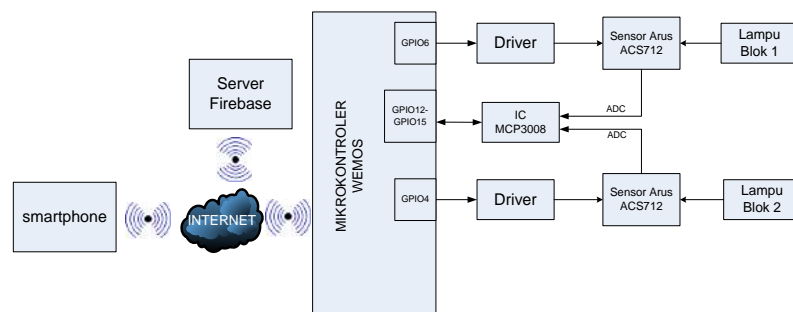 smartphone
Server
Firebase
INTERNET
MIKROKONTROLER
WEMOS
GPIO6
Driver
Sensor Arus
ACS712
Lampu
Blok 1
GPIO12-
GPIO15
IC
MCP3008
ADC
ADC
GPIO4
Driver
Sensor Arus
ACS712
Lampu
Blok 2